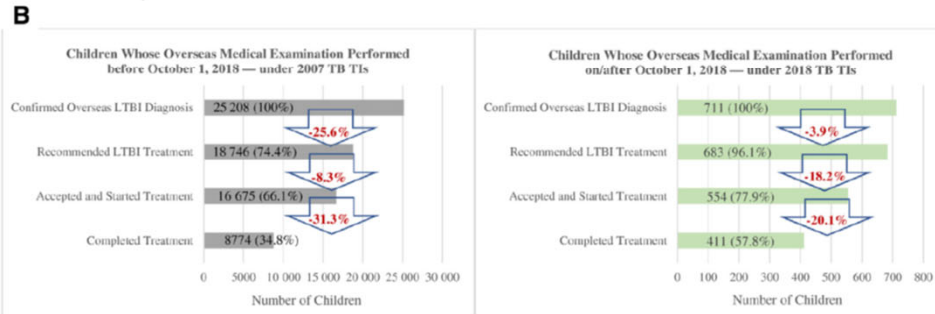 B
Children Whose Overseas Medical Examination Performed
before October 1, 2018 — under 2007 TB TIs
Confirmed Overseas LTBI Diagnosis
25 208 (100%)
-25.6%
Recommended LTBI Treatment
18 746 (74.4%)
-8.3%
Accepted and Started Treatment
16 675 (66.1%)
-31.3%
Completed Treatment
8774 (34.8%)
0 5000 10 000 15 000 20 000 25 000 30 000
Number of Children
Children Whose Overseas Medical Examination Performed
on/after October 1, 2018 — under 2018 TB TIs
Confirmed Overseas LTBI Diagnosis
711 (100%)
-3.9%
Recommended LTBI Treatment
683 (96.1%)
-18.2%
Accepted and Started Treatment
554 (77.9%)
-20.1%
Completed Treatment
411 (57.8%)
0 100 200 300 400 500 600 700 800
Number of Children